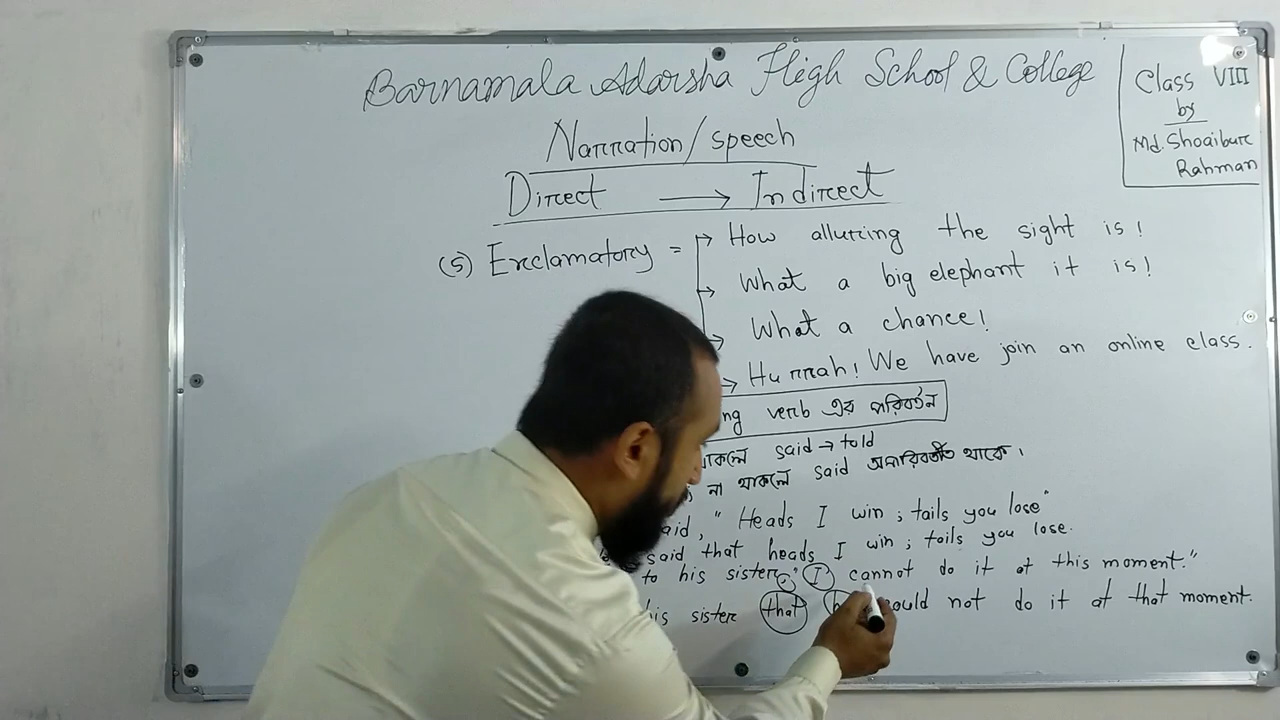 Barnamala Adarsha High School & College
Class VIII
by
Md. Shoaibur
Rahman
Narration/speech
Direct → Indirect
(5) Exclamatory =
→ How alluring the sight is!
→ What a big elephant it is!
→ What a chance!
→ Hurrah! We have join an online class.
ng verb এর পরিবর্তন
থাকলে said → told
না থাকলে said অপরিবর্তীত থাকে।
aid, "Heads I win; tails you lose"
said that heads I win; tails you lose.
to his sister, "I cannot do it at this moment."
his sister that ould not do it at that moment.